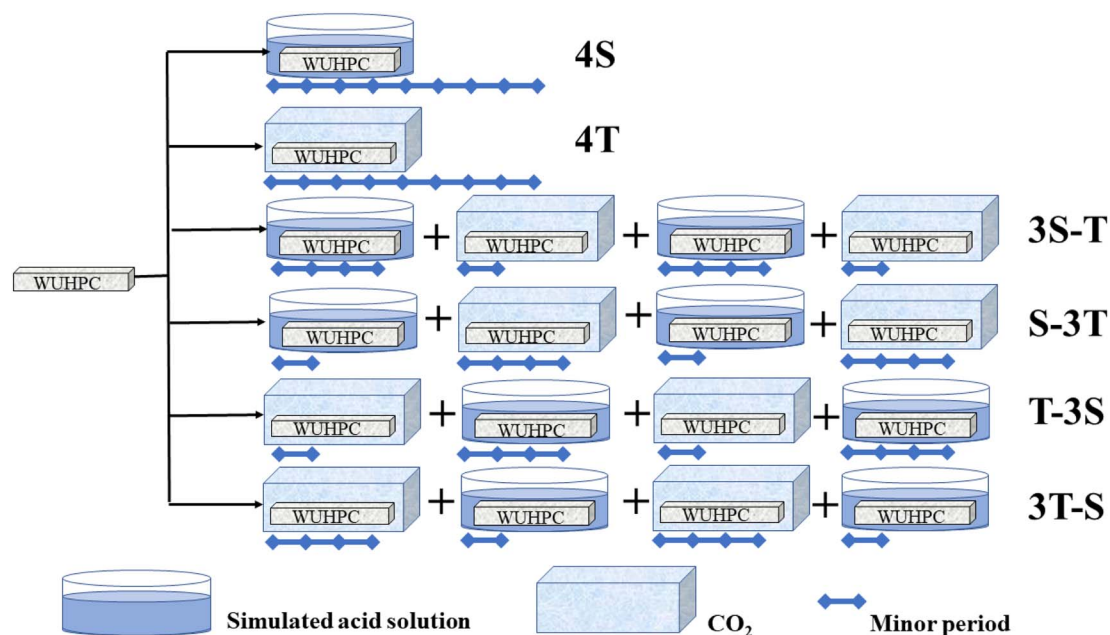 WUHPC
WUHPC 4S
WUHPC 4T
WUHPC + WUHPC + WUHPC + WUHPC 3S-T
WUHPC + WUHPC + WUHPC + WUHPC S-3T
WUHPC + WUHPC + WUHPC + WUHPC T-3S
WUHPC + WUHPC + WUHPC + WUHPC 3T-S
Simulated acid solution CO₂ Minor period